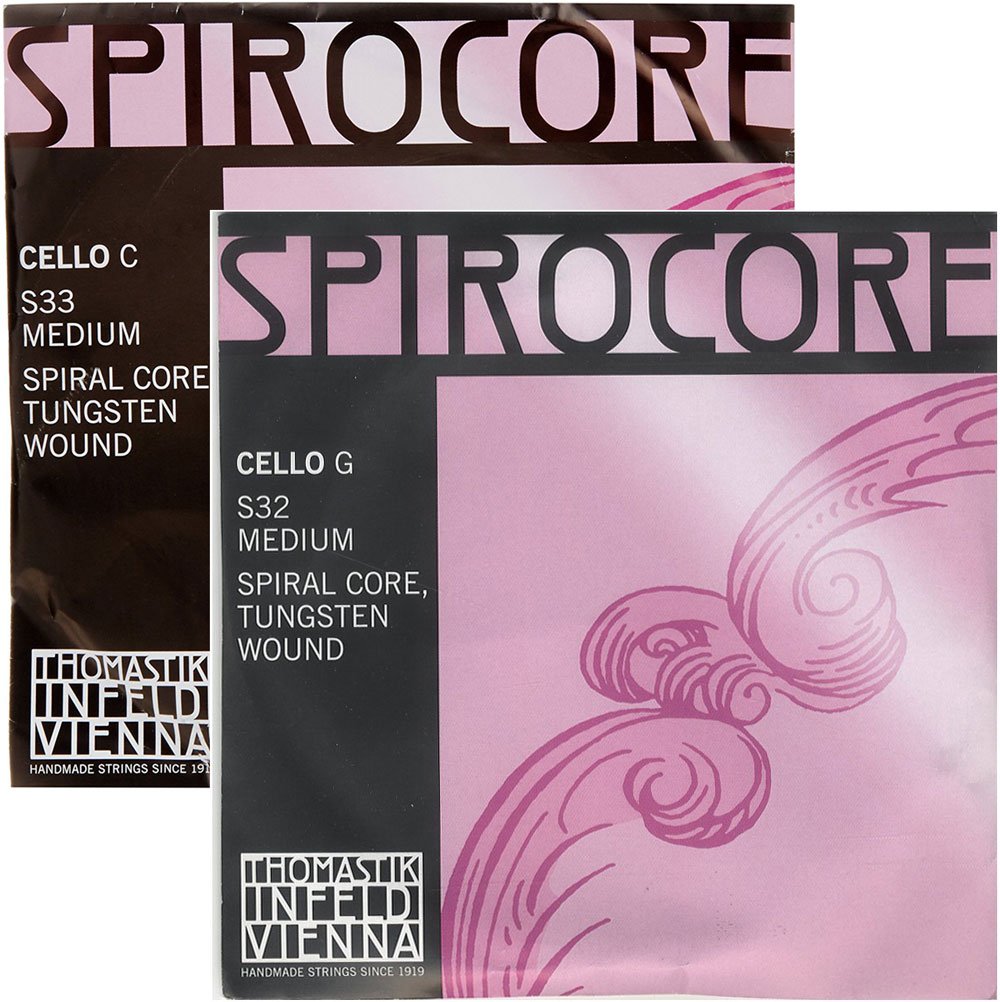 SPIROCORE
CELLO C
S33
MEDIUM
SPIRAL CORE
TUNGSTEN
WOUND
THOMASTIK
INFELD
VIENNA
HANDMADE STRINGS SINCE 191
SPIROCORE
CELLO G
S32
MEDIUM
SPIRAL CORE,
TUNGSTEN
WOUND
THOMASTIK
INFELD
VIENNA
HANDMADE STRINGS SINCE 1919